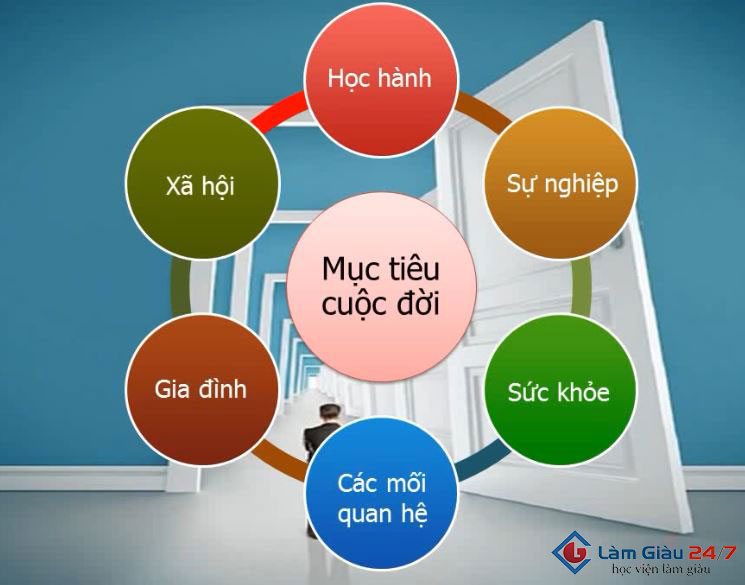 Học hành
Sự nghiệp
Sức khỏe
Các mối
quan hệ
Gia đình
Xã hội
Mục tiêu
cuộc đời
Làm Giàu 24/7
học viện làm giàu